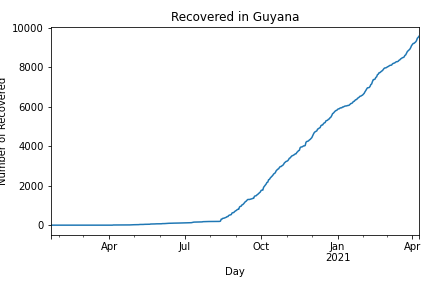 Recovered in Guyana
Number of Recovered
10000
8000
6000
4000
2000
0
Apr
Jul
Oct
Jan
2021
Apr
Day